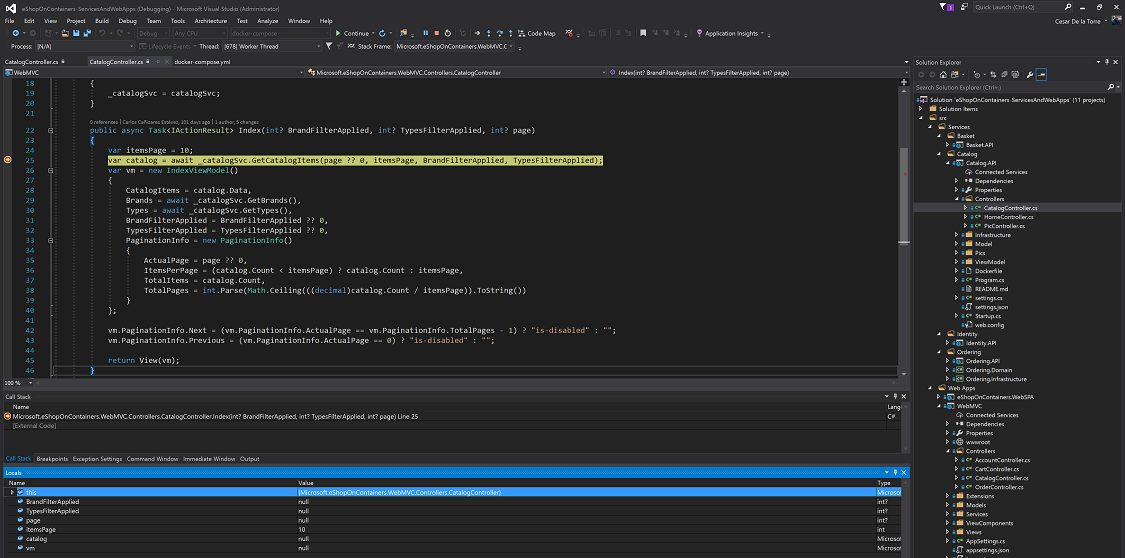 eShopOnContainers-ServicesAndWebApps (Debugging) - Microsoft Visual Studio (Administrator)
Quick Launch (Ctrl+Q)
File Edit View Project Build Debug Team Tools Architecture Test Analyze Window Help
Cesar De la Torre
Debug Any CPU docker-compose Continue Code Map Application Insights
Process: [N/A] Lifecycle Events Thread: [678] Worker Thread Stack Frame: Microsoft.eShopOnContainers.WebMVC.C
CatalogController.cs CatalogController.cs docker-compose.yml
WebMVC Microsoft.eShopOnContainers.WebMVC.Controllers.CatalogController Index(int? BrandFilterApplied, int? TypesFilterApplied, int? page)
18 {
19 _catalogSvc = catalogSvc;
20 }
21
0 references | Carlos Cañizares Estévez, 101 days ago | 1 author, 5 changes
22 public async Task<IActionResult> Index(int? BrandFilterApplied, int? TypesFilterApplied, int? page)
23 {
24 var itemsPage = 10;
25 var catalog = await _catalogSvc.GetCatalogItems(page ?? 0, itemsPage, BrandFilterApplied, TypesFilterApplied);
26 var vm = new IndexViewModel()
27 {
28 CatalogItems = catalog.Data,
29 Brands = await _catalogSvc.GetBrands(),
30 Types = await _catalogSvc.GetTypes(),
31 BrandFilterApplied = BrandFilterApplied ?? 0,
32 TypesFilterApplied = TypesFilterApplied ?? 0,
33 PaginationInfo = new PaginationInfo()
34 {
35 ActualPage = page ?? 0,
36 ItemsPerPage = (catalog.Count < itemsPage) ? catalog.Count : itemsPage,
37 TotalItems = catalog.Count,
38 TotalPages = int.Parse(Math.Ceiling(((decimal)catalog.Count / itemsPage)).ToString())
39 }
40 };
41
42 vm.PaginationInfo.Next = (vm.PaginationInfo.ActualPage == vm.PaginationInfo.TotalPages - 1) ? "is-disabled" : "";
43 vm.PaginationInfo.Previous = (vm.PaginationInfo.ActualPage == 0) ? "is-disabled" : "";
44
45 return View(vm);
46 }
100 %
Call Stack
Name Langu
Microsoft.eShopOnContainers.WebMVC.Controllers.CatalogController.Index(int? BrandFilterApplied, int? TypesFilterApplied, int? page) Line 25 C#
[External Code]
Call Stack Breakpoints Exception Settings Command Window Immediate Window Output
Locals
Name Value Type
this {Microsoft.eShopOnContainers.WebMVC.Controllers.CatalogController} Microsof
BrandFilterApplied null int?
TypesFilterApplied null int?
page null int?
itemsPage 10 int
catalog null Microsof
vm null Microsof
Solution Explorer
Search Solution Explorer (Ctrl+;)
Solution 'eShopOnContainers-ServicesAndWebApps' (11 projects)
Solution Items
src
Services
Basket
Basket.API
Catalog
Catalog.API
Connected Services
Dependencies
Properties
Controllers
CatalogController.cs
HomeController.cs
PicController.cs
Infrastructure
Model
Pics
ViewModel
Dockerfile
Program.cs
README.md
settings.cs
settings.json
Startup.cs
web.config
Identity
Identity.API
Ordering
Ordering.API
Ordering.Domain
Ordering.Infrastructure
Web Apps
eShopOnContainers.WebSPA
WebMVC
Connected Services
Dependencies
Properties
wwwroot
Controllers
AccountController.cs
CartController.cs
CatalogController.cs
OrderController.cs
Extensions
Models
Services
ViewComponents
Views
AppSettings.cs
appsettings.json